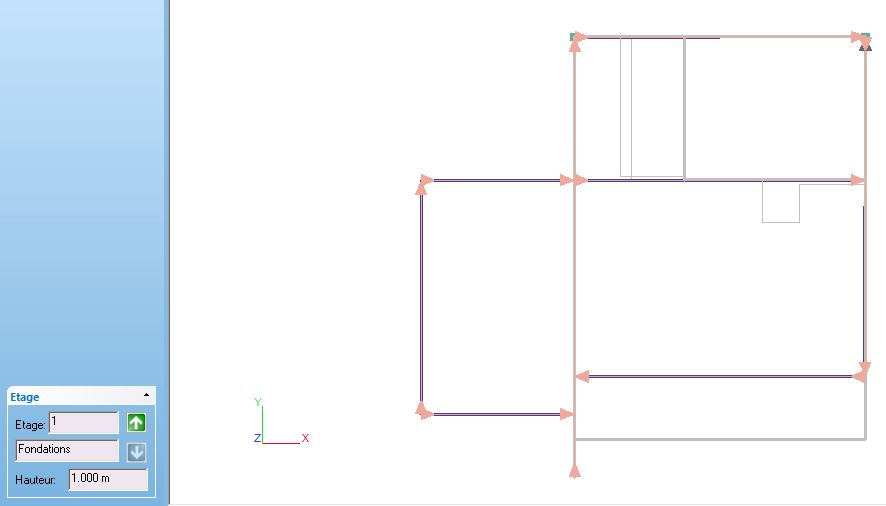 Etage
Etage: 1
Fondations
Hauteur: 1.000 m
Y
Z X